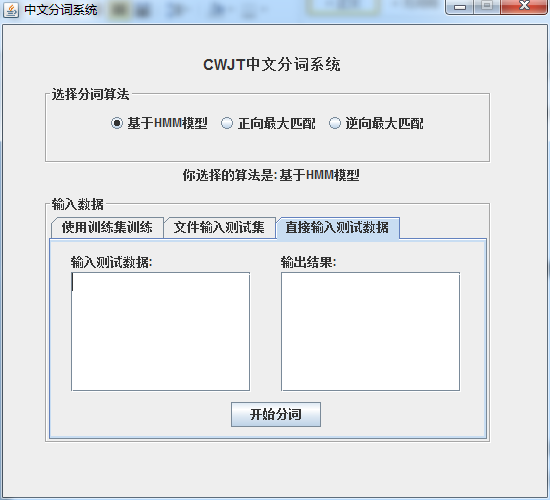 中文分词系统
CWJT中文分词系统
选择分词算法
基于HMM模型 正向最大匹配 逆向最大匹配
你选择的算法是:基于HMM模型
输入数据
使用训练集训练 文件输入测试集 直接输入测试数据
输入测试数据: 输出结果:
开始分词